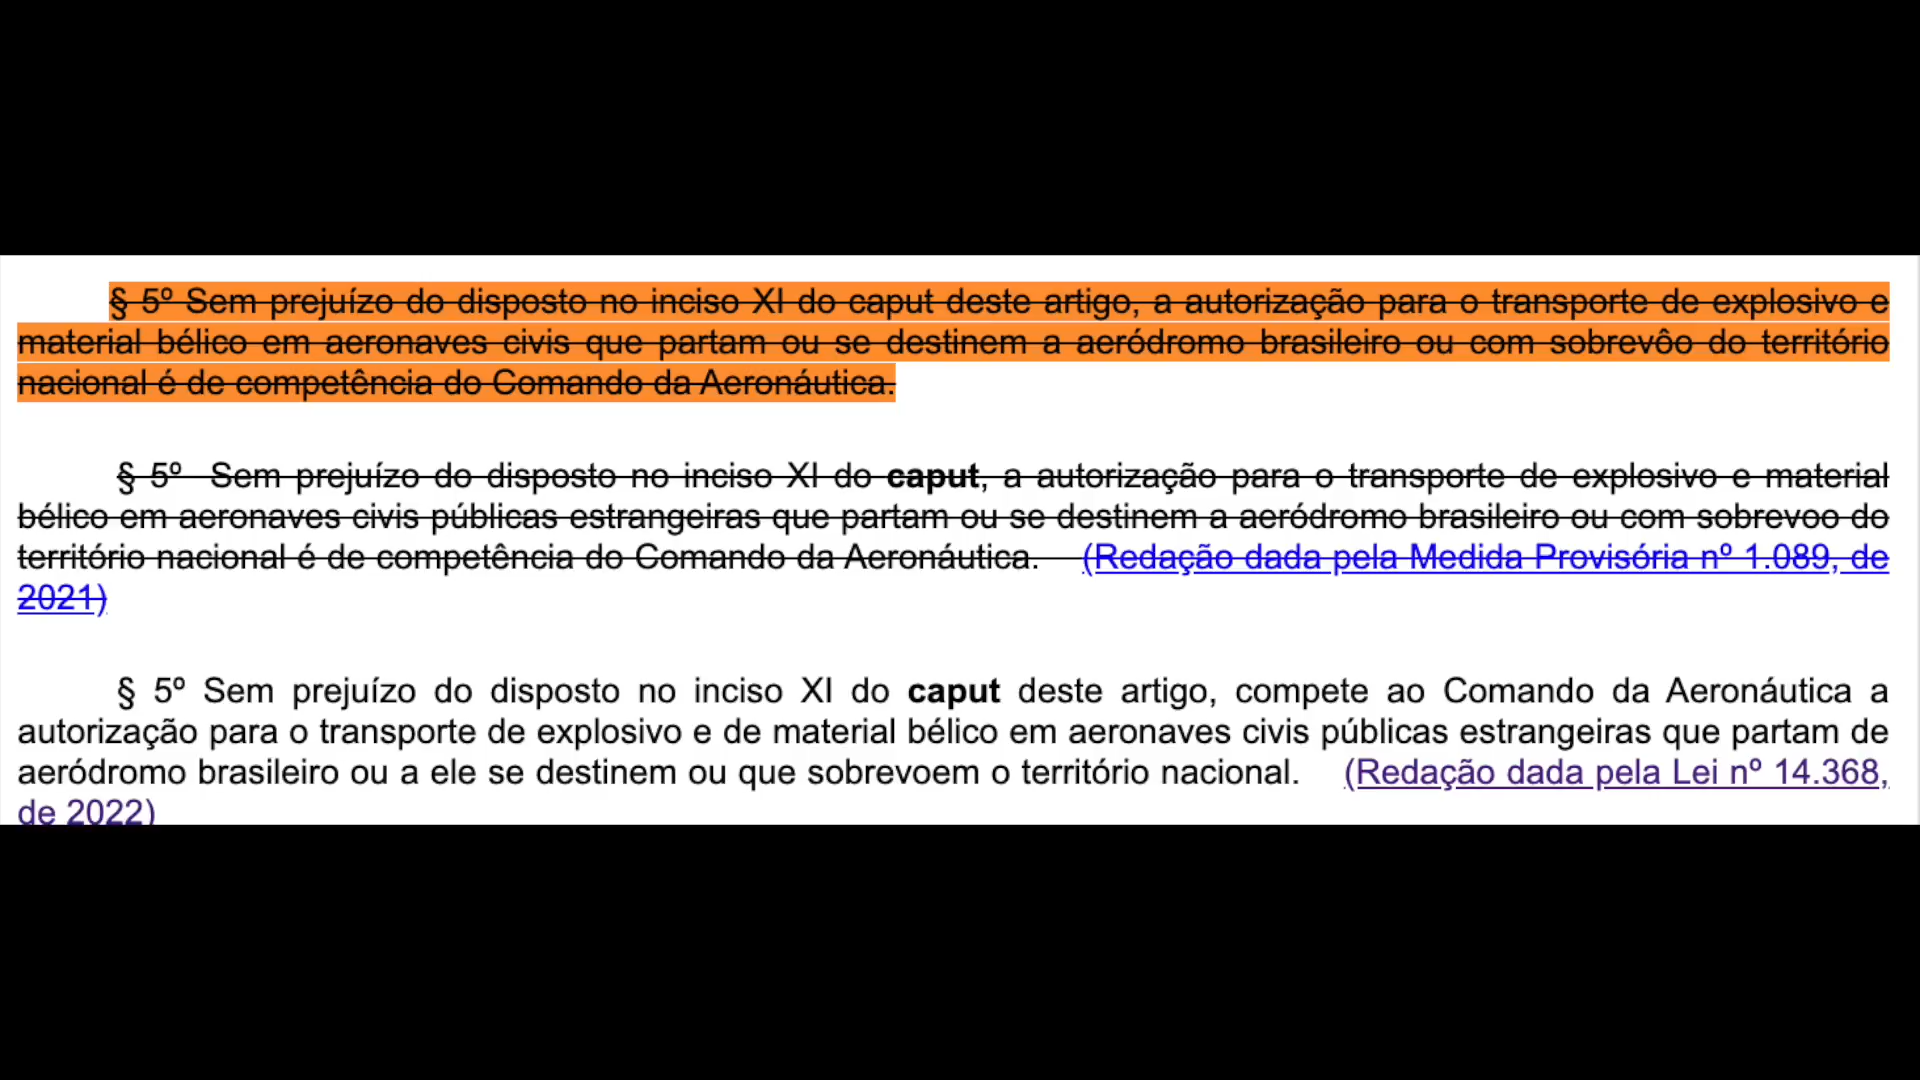 § 5º Sem prejuízo do disposto no inciso XI do caput deste artigo, a autorização para o transporte de explosivo e
material bélico em aeronaves civis que partam ou se destinem a aeródromo brasileiro ou com sobrevôo do território
nacional é de competência do Comando da Aeronáutica.
§ 5º Sem prejuízo do disposto no inciso XI do caput, a autorização para o transporte de explosivo e material
bélico em aeronaves civis públicas estrangeiras que partam ou se destinem a aeródromo brasileiro ou com sobrevoo do
território nacional é de competência do Comando da Aeronáutica. (Redação dada pela Medida Provisória nº 1.089, de
2021)
§ 5º Sem prejuízo do disposto no inciso XI do caput deste artigo, compete ao Comando da Aeronáutica a
autorização para o transporte de explosivo e de material bélico em aeronaves civis públicas estrangeiras que partam de
aeródromo brasileiro ou a ele se destinem ou que sobrevoem o território nacional. (Redação dada pela Lei nº 14.368,
de 2022)